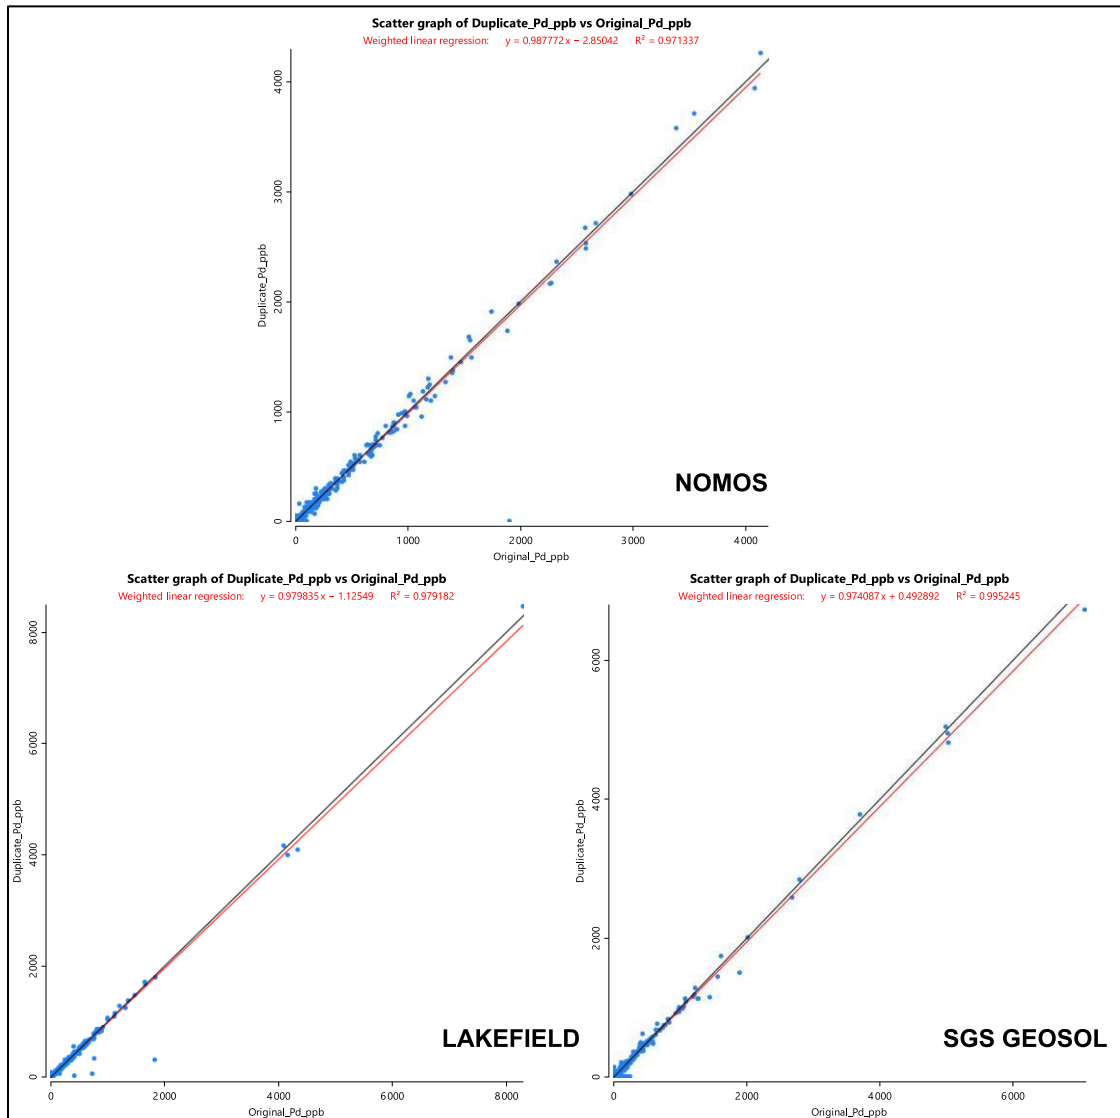 Scatter graph of Duplicate_Pd_ppb vs Original_Pd_ppb
Weighted linear regression: y = 0.987772x − 2.85042 R² = 0.971337
4000
3000
2000
1000
0
Duplicate_Pd_ppb
0 1000 2000 3000 4000
Original_Pd_ppb
NOMOS
Scatter graph of Duplicate_Pd_ppb vs Original_Pd_ppb
Weighted linear regression: y = 0.979835x − 1.12549 R² = 0.979182
8000
6000
4000
2000
0
Duplicate_Pd_ppb
0 2000 4000 6000 8000
Original_Pd_ppb
LAKEFIELD
Scatter graph of Duplicate_Pd_ppb vs Original_Pd_ppb
Weighted linear regression: y = 0.974087x + 0.492892 R² = 0.995245
6000
4000
2000
0
Duplicate_Pd_ppb
0 2000 4000 6000
Original_Pd_ppb
SGS GEOSOL